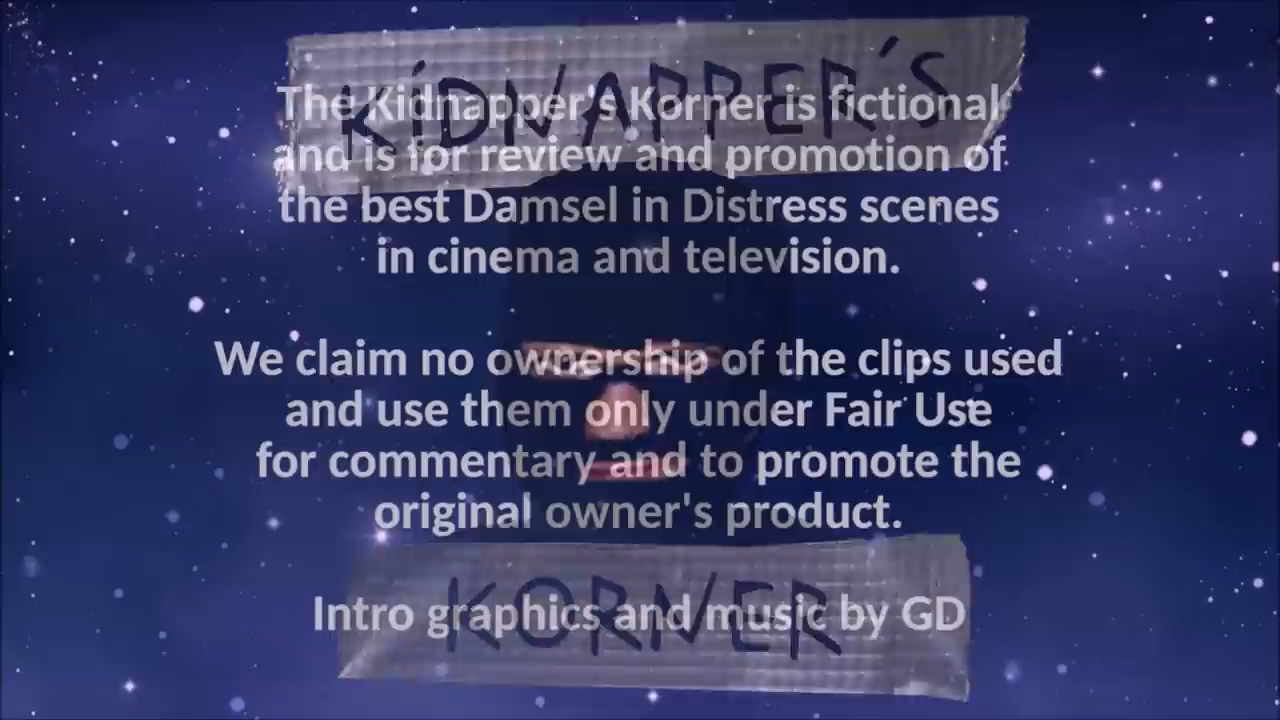 KiDNAPPER'S
The Kidnapper's Korner is fictional
and is for review and promotion of
the best Damsel in Distress scenes
in cinema and television.
We claim no ownership of the clips used
and use them only under Fair Use
for commentary and to promote the
original owner's product.
KORNER
Intro graphics and music by GD